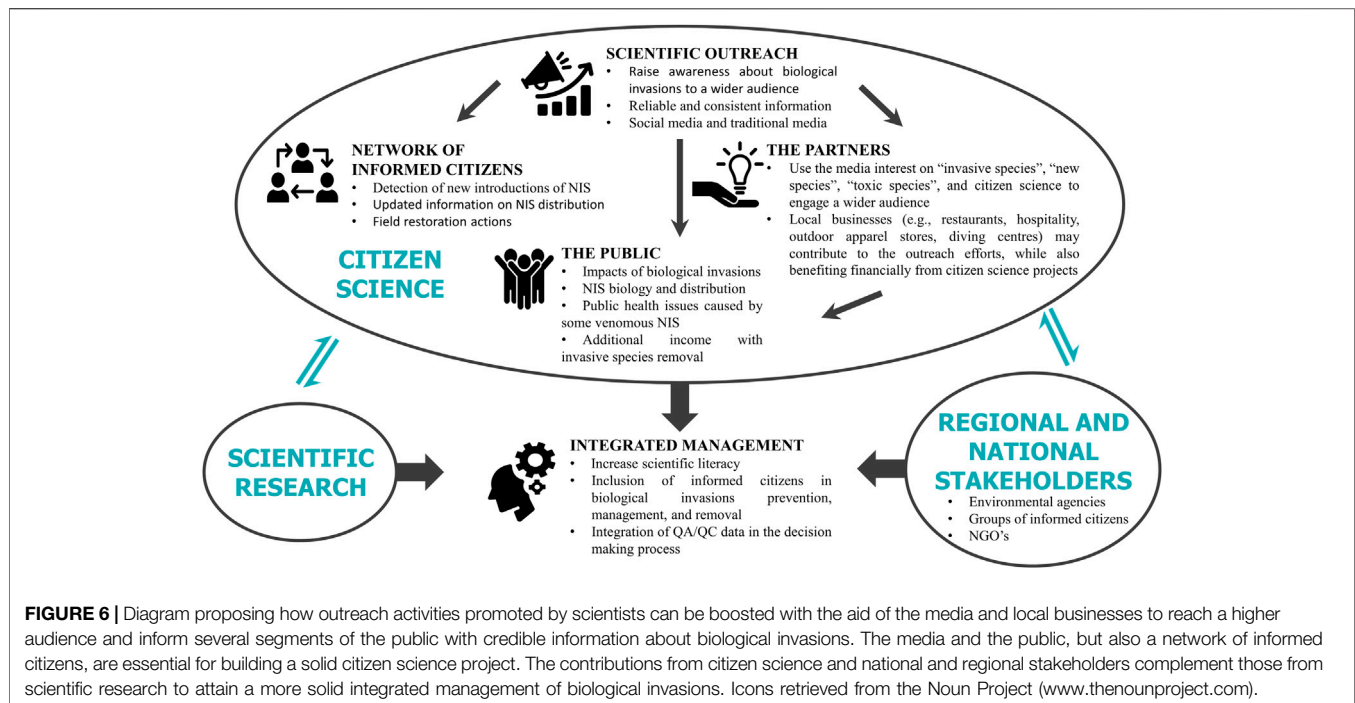 SCIENTIFIC OUTREACH
• Raise awareness about biological
invasions to a wider audience
• Reliable and consistent information
• Social media and traditional media
NETWORK OF
INFORMED CITIZENS
• Detection of new introductions of NIS
• Updated information on NIS distribution
• Field restoration actions
THE PARTNERS
• Use the media interest on “invasive species”, “new
species”, “toxic species”, and citizen science to
engage a wider audience
• Local businesses (e.g., restaurants, hospitality,
outdoor apparel stores, diving centres) may
contribute to the outreach efforts, while also
benefiting financially from citizen science projects
CITIZEN
SCIENCE
THE PUBLIC
• Impacts of biological invasions
• NIS biology and distribution
• Public health issues caused by
some venomous NIS
• Additional income with
invasive species removal
SCIENTIFIC
RESEARCH
INTEGRATED MANAGEMENT
• Increase scientific literacy
• Inclusion of informed citizens in
biological invasions prevention,
management, and removal
• Integration of QA/QC data in the decision
making process
REGIONAL AND
NATIONAL
STAKEHOLDERS
• Environmental agencies
• Groups of informed citizens
• NGO’s
FIGURE 6 | Diagram proposing how outreach activities promoted by scientists can be boosted with the aid of the media and local businesses to reach a higher
audience and inform several segments of the public with credible information about biological invasions. The media and the public, but also a network of informed
citizens, are essential for building a solid citizen science project. The contributions from citizen science and national and regional stakeholders complement those from
scientific research to attain a more solid integrated management of biological invasions. Icons retrieved from the Noun Project (www.thenounproject.com).